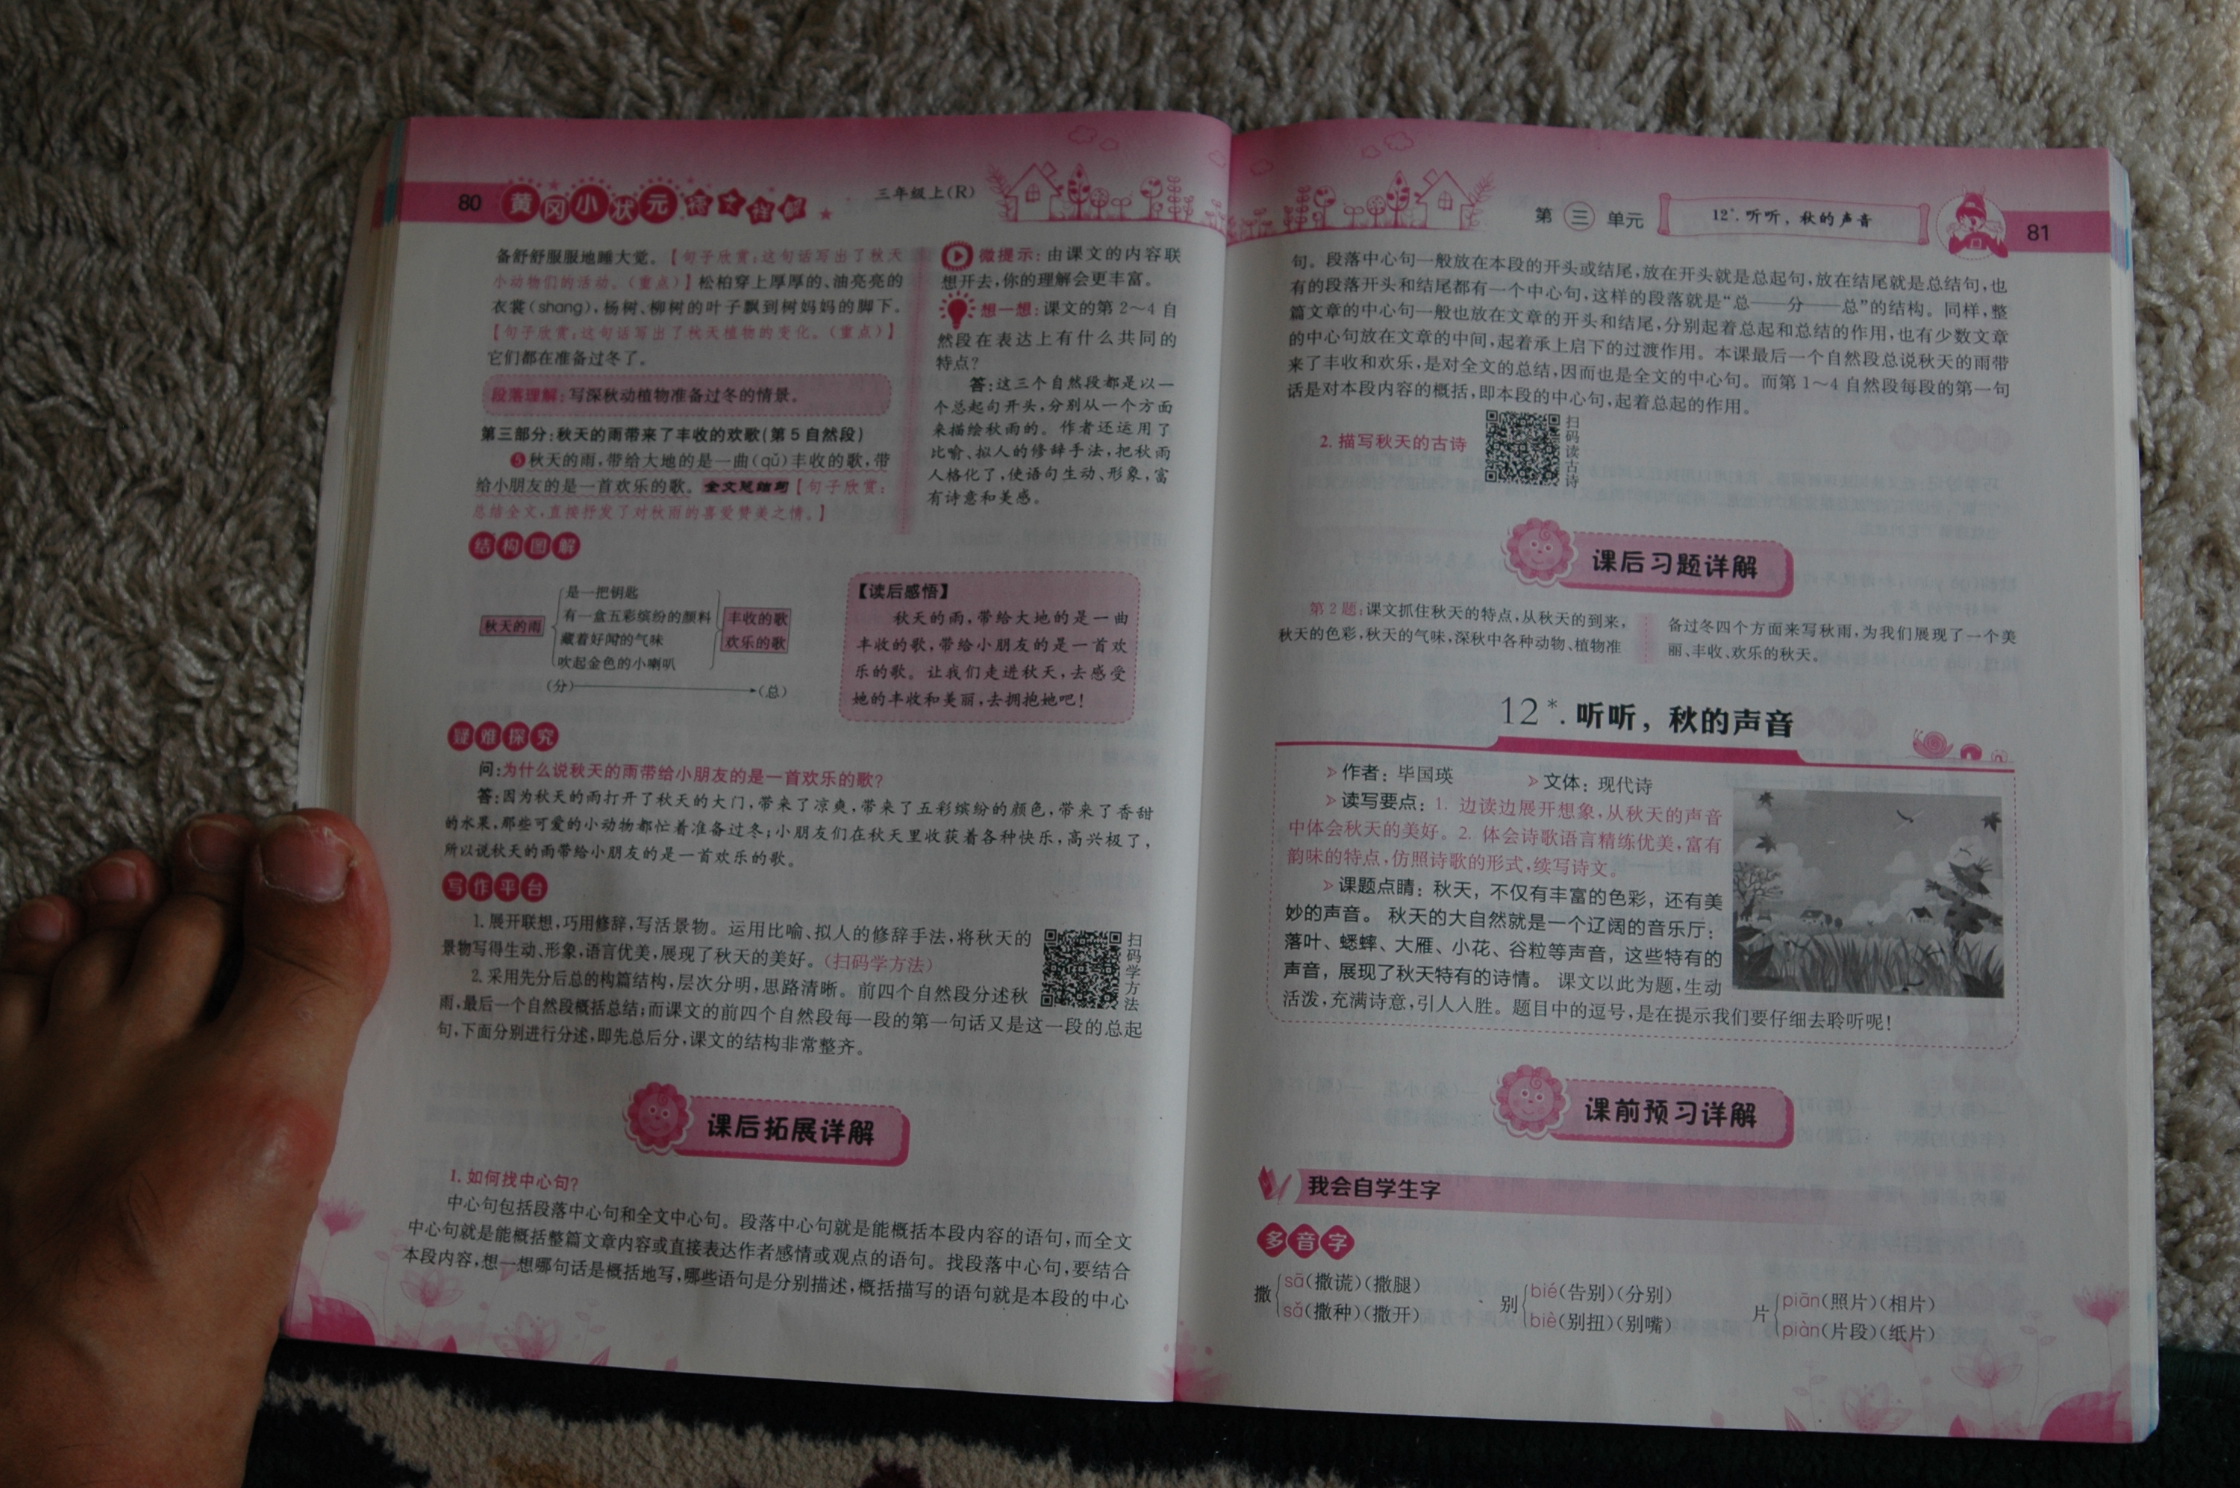 80
黄冈小状元
三年级上(R)
备舒舒服服地睡大觉。【句子欣赏:这句话写出了秋天
小动物们的活动。(重点)】松柏穿上厚厚的、油亮亮的
衣裳(shang),杨树、柳树的叶子飘到树妈妈的脚下。
【句子欣赏:这句话写出了秋天植物的变化。(重点)】
它们都在准备过冬了。
段落理解:写深秋动植物准备过冬的情景。
第三部分:秋天的雨带来了丰收的欢歌(第5自然段)
❺秋天的雨,带给大地的是一曲(qǔ)丰收的歌,带
给小朋友的是一首欢乐的歌。全文总结句【句子欣赏:
总结全文,直接抒发了对秋雨的喜爱赞美之情。】
微提示:由课文的内容联
想开去,你的理解会更丰富。
想一想:课文的第2~4自
然段在表达上有什么共同的
特点?
答:这三个自然段都是以一
个总起句开头,分别从一个方面
来描绘秋雨的。作者还运用了
比喻、拟人的修辞手法,把秋雨
人格化了,使语句生动、形象,富
有诗意和美感。
结构图解
秋天的雨
是一把钥匙
有一盒五彩缤纷的颜料
藏着好闻的气味
吹起金色的小喇叭
丰收的歌
欢乐的歌
(分)
(总)
【读后感悟】
秋天的雨,带给大地的是一曲
丰收的歌,带给小朋友的是一首欢
乐的歌。让我们走进秋天,去感受
她的丰收和美丽,去拥抱她吧!
疑难探究
问:为什么说秋天的雨带给小朋友的是一首欢乐的歌?
答:因为秋天的雨打开了秋天的大门,带来了凉爽,带来了五彩缤纷的颜色,带来了香甜
的水果,那些可爱的小动物都忙着准备过冬;小朋友们在秋天里收获着各种快乐,高兴极了,
所以说秋天的雨带给小朋友的是一首欢乐的歌。
写作平台
1.展开联想,巧用修辞,写活景物。运用比喻、拟人的修辞手法,将秋天的
景物写得生动、形象,语言优美,展现了秋天的美好。(扫码学方法)
2.采用先分后总的构篇结构,层次分明,思路清晰。前四个自然段分述秋
雨,最后一个自然段概括总结;而课文的前四个自然段每一段的第一句话又是这一段的总起
句,下面分别进行分述,即先总后分,课文的结构非常整齐。
扫码学方法
课后拓展详解
1.如何找中心句?
中心句包括段落中心句和全文中心句。段落中心句就是能概括本段内容的语句,而全文
中心句就是能概括整篇文章内容或直接表达作者感情或观点的语句。找段落中心句,要结合
本段内容,想一想哪句话是概括地写,哪些语句是分别描述,概括描写的语句就是本段的中心
第三单元
12*.听听,秋的声音
81
句。段落中心句一般放在本段的开头或结尾,放在开头就是总起句,放在结尾就是总结句,也
有的段落开头和结尾都有一个中心句,这样的段落就是“总——分——总”的结构。同样,整
篇文章的中心句一般也放在文章的开头和结尾,分别起着总起和总结的作用,也有少数文章
的中心句放在文章的中间,起着承上启下的过渡作用。本课最后一个自然段总说秋天的雨带
来了丰收和欢乐,是对全文的总结,因而也是全文的中心句。而第1~4自然段每段的第一句
话是对本段内容的概括,即本段的中心句,起着总起的作用。
2.描写秋天的古诗
扫码读古诗
课后习题详解
第2题:课文抓住秋天的特点,从秋天的到来,
秋天的色彩,秋天的气味,深秋中各种动物、植物准
备过冬四个方面来写秋雨,为我们展现了一个美
丽、丰收、欢乐的秋天。
12*.听听,秋的声音
作者:毕国瑛
文体:现代诗
读写要点:1.边读边展开想象,从秋天的声音
中体会秋天的美好。2.体会诗歌语言精练优美,富有
韵味的特点,仿照诗歌的形式,续写诗文。
课题点睛:秋天,不仅有丰富的色彩,还有美
妙的声音。秋天的大自然就是一个辽阔的音乐厅:
落叶、蟋蟀、大雁、小花、谷粒等声音,这些特有的
声音,展现了秋天特有的诗情。课文以此为题,生动
活泼,充满诗意,引人入胜。题目中的逗号,是在提示我们要仔细去聆听呢!
课前预习详解
我会自学生字
多音字
撒{sā(撒谎)(撒腿)
sǎ(撒种)(撒开)
别{bié(告别)(分别)
biè(别扭)(别嘴)
片{piān(照片)(相片)
piàn(片段)(纸片)